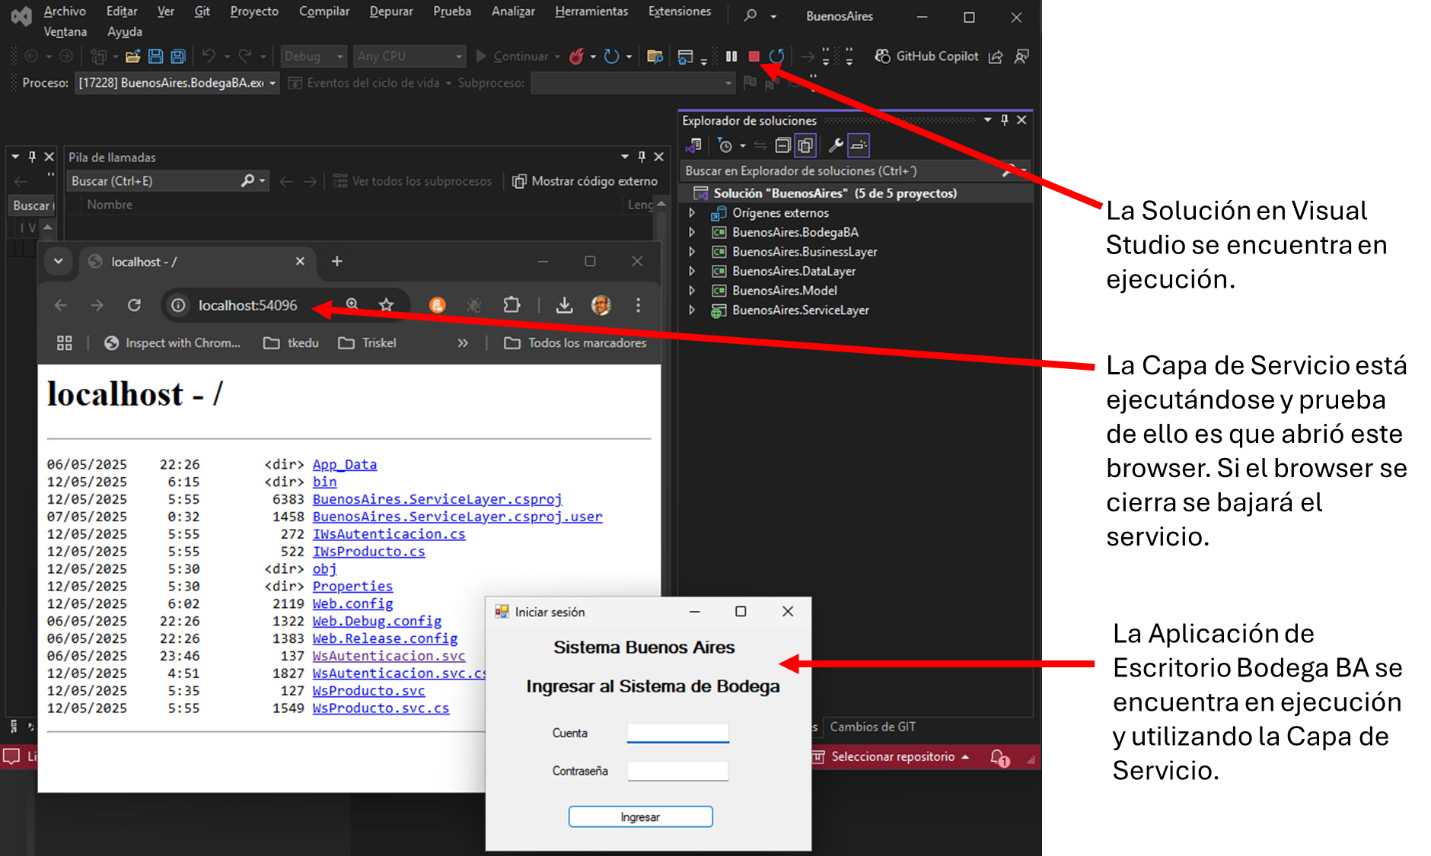 Archivo Editar Ver Git Proyecto Compilar Depurar Prueba Analizar Herramientas Extensiones BuenosAires
Ventana Ayuda
Debug Any CPU Continuar GitHub Copilot
Proceso: [17228] BuenosAires.BodegaBA.exe Eventos del ciclo de vida Subproceso:
Explorador de soluciones
Buscar en Explorador de soluciones (Ctrl+´)
Solución "BuenosAires" (5 de 5 proyectos)
Orígenes externos
BuenosAires.BodegaBA
BuenosAires.BusinessLayer
BuenosAires.DataLayer
BuenosAires.Model
BuenosAires.ServiceLayer
Pila de llamadas
Buscar (Ctrl+E) Ver todos los subprocesos Mostrar código externo
Buscar Nombre Leng
localhost - /
localhost:54096
Inspect with Chrom... tkedu Triskel » Todos los marcadores
localhost - /
06/05/2025 22:26 <dir> App_Data
12/05/2025 6:15 <dir> bin
12/05/2025 5:55 6383 BuenosAires.ServiceLayer.csproj
07/05/2025 0:32 1458 BuenosAires.ServiceLayer.csproj.user
12/05/2025 5:55 272 IWsAutenticacion.cs
12/05/2025 5:55 522 IWsProducto.cs
12/05/2025 5:30 <dir> obj
12/05/2025 5:30 <dir> Properties
12/05/2025 6:02 2119 Web.config
06/05/2025 22:26 1322 Web.Debug.config
06/05/2025 22:26 1383 Web.Release.config
06/05/2025 23:46 137 WsAutenticacion.svc
12/05/2025 4:51 1827 WsAutenticacion.svc.cs
12/05/2025 5:35 127 WsProducto.svc
12/05/2025 5:55 1549 WsProducto.svc.cs
Iniciar sesión
Sistema Buenos Aires
Ingresar al Sistema de Bodega
Cuenta
Contraseña
Ingresar
Cambios de GIT
Seleccionar repositorio 1
La Solución en Visual
Studio se encuentra en
ejecución.
La Capa de Servicio está
ejecutándose y prueba
de ello es que abrió este
browser. Si el browser se
cierra se bajará el
servicio.
La Aplicación de
Escritorio Bodega BA se
encuentra en ejecución
y utilizando la Capa de
Servicio.